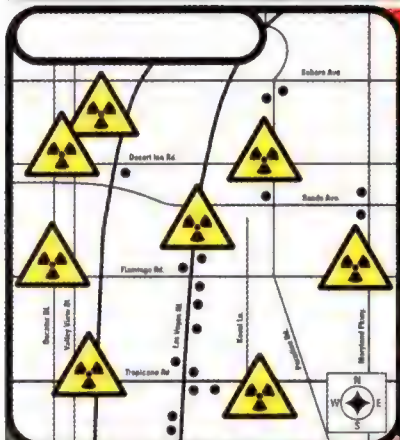 Sahara Ave
Desert Inn Rd.
Sands Ave
Flamingo Rd.
Decatur Bl.
Valley View Bl.
Las Vegas Bl.
Koval Ln.
Paradise Rd.
Maryland Pkwy.
Tropicana Rd
N
W
E
S